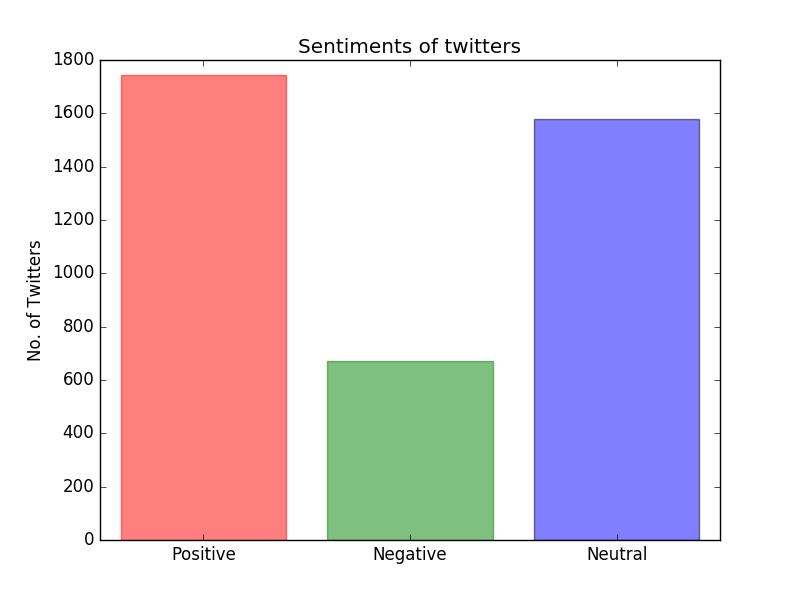 Sentiments of twitters
No. of Twitters
1800
1600
1400
1200
1000
800
600
400
200
0
Positive
Negative
Neutral